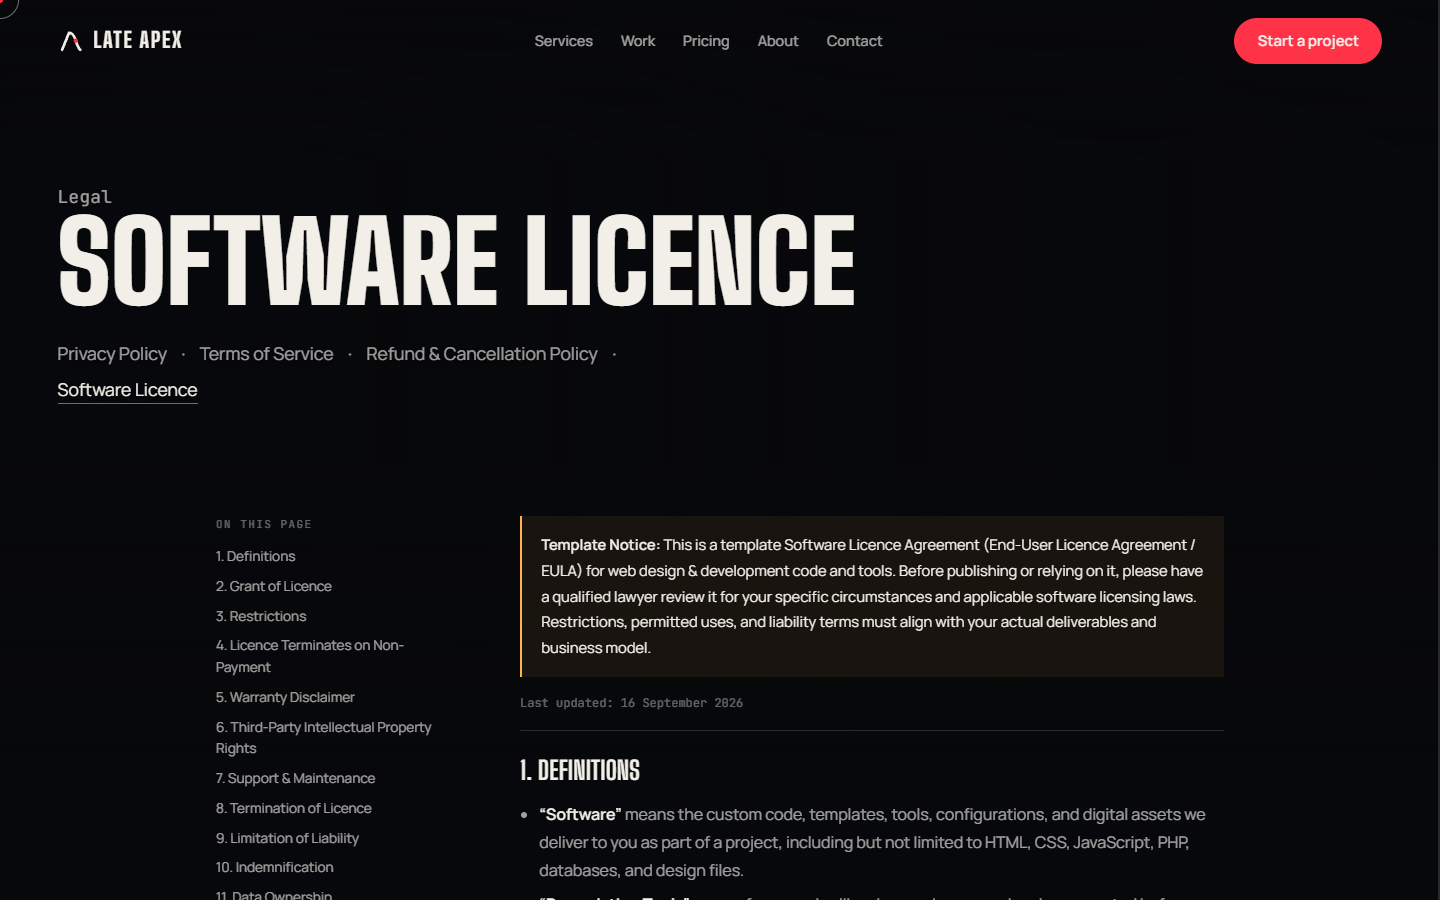 LATE APEX
Services
Work
Pricing
About
Contact
Start a project
Legal
SOFTWARE LICENCE
Privacy Policy · Terms of Service · Refund & Cancellation Policy ·
Software Licence
ON THIS PAGE
1. Definitions
2. Grant of Licence
3. Restrictions
4. Licence Terminates on Non-
Payment
5. Warranty Disclaimer
6. Third-Party Intellectual Property
Rights
7. Support & Maintenance
8. Termination of Licence
9. Limitation of Liability
10. Indemnification
11. Data Ownership
Template Notice: This is a template Software Licence Agreement (End-User Licence Agreement /
EULA) for web design & development code and tools. Before publishing or relying on it, please have
a qualified lawyer review it for your specific circumstances and applicable software licensing laws.
Restrictions, permitted uses, and liability terms must align with your actual deliverables and
business model.
Last updated: 16 September 2026
1. DEFINITIONS
• “Software” means the custom code, templates, tools, configurations, and digital assets we
deliver to you as part of a project, including but not limited to HTML, CSS, JavaScript, PHP,
databases, and design files.